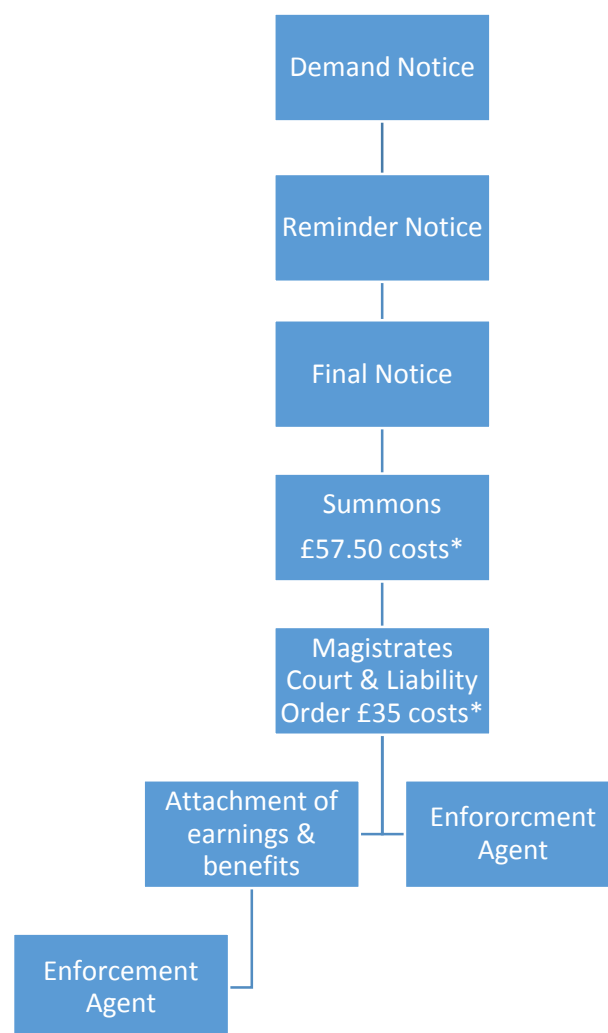 Demand Notice
Reminder Notice
Final Notice
Summons
£57.50 costs*
Magistrates
Court & Liability
Order £35 costs*
Attachment of
earnings &
benefits
Enfororcment
Agent
Enforcement
Agent